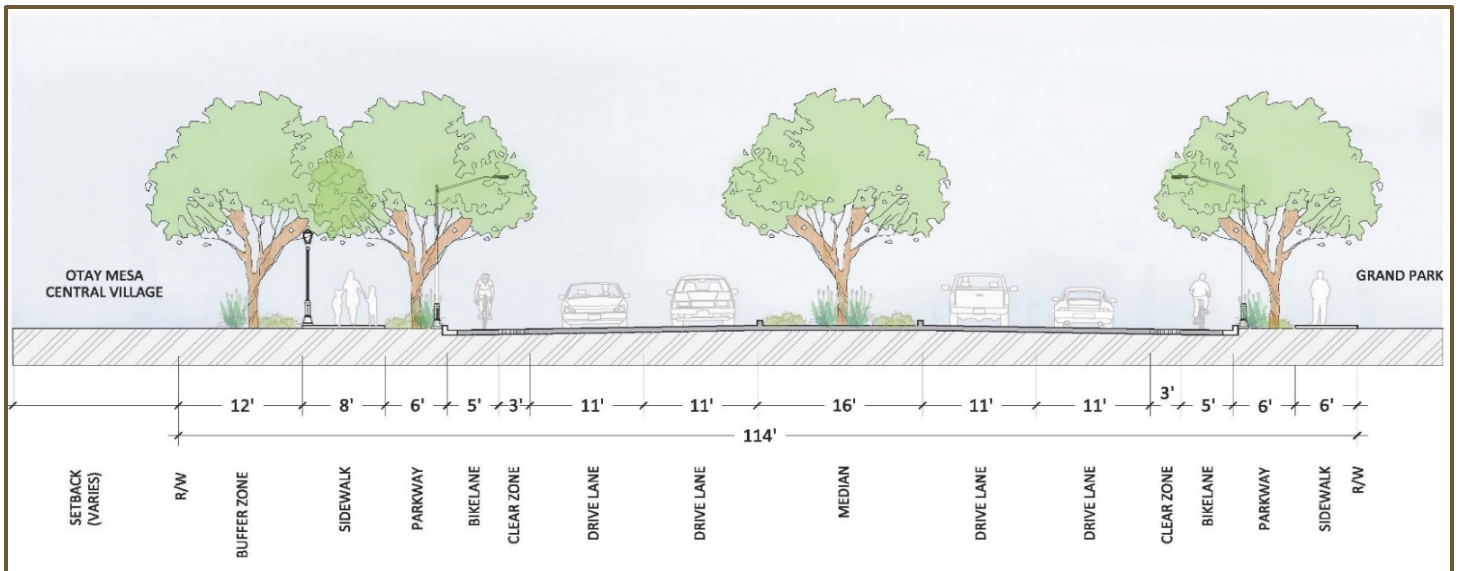 OTAY MESA
CENTRAL VILLAGE
GRAND PARK
12' 8' 6' 5' 3' 11' 11' 16' 11' 11' 3' 5' 6' 6'
114'
SETBACK
(VARIES)
R/W
BUFFER ZONE
SIDEWALK
PARKWAY
BIKELANE
CLEAR ZONE
DRIVE LANE
DRIVE LANE
MEDIAN
DRIVE LANE
DRIVE LANE
CLEAR ZONE
BIKELANE
PARKWAY
SIDEWALK
R/W